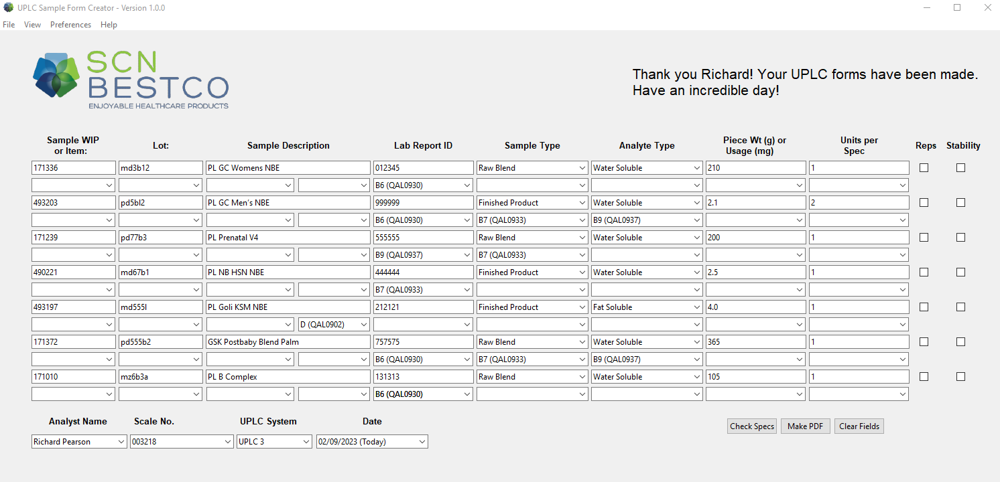 UPLC Sample Form Creator - Version 1.0.0
File View Preferences Help
SCN
BESTCO
ENJOYABLE HEALTHCARE PRODUCTS
Thank you Richard! Your UPLC forms have been made.
Have an incredible day!
Sample WIP or Item: Lot: Sample Description Lab Report ID Sample Type Analyte Type Piece Wt (g) or Usage (mg) Units per Spec Reps Stability
171336 md3b12 PL GC Womens NBE 012345 Raw Blend Water Soluble 210 1
B6 (QAL0930)
493203 pd5bl2 PL GC Men's NBE 999999 Finished Product Water Soluble 2.1 2
B6 (QAL0930) B7 (QAL0933) B9 (QAL0937)
171239 pd77b3 PL Prenatal V4 555555 Raw Blend Water Soluble 200 1
B9 (QAL0937) B7 (QAL0933)
490221 md67b1 PL NB HSN NBE 444444 Finished Product Water Soluble 2.5 1
B7 (QAL0933)
493197 md555l PL Goli KSM NBE 212121 Finished Product Fat Soluble 4.0 1
D (QAL0902)
171372 pd555b2 GSK Postbaby Blend Palm 757575 Raw Blend Water Soluble 365 1
B6 (QAL0930) B7 (QAL0933) B9 (QAL0937)
171010 mz6b3a PL B Complex 131313 Raw Blend Water Soluble 105 1
B6 (QAL0930)
Analyst Name Scale No. UPLC System Date
Check Specs Make PDF Clear Fields
Richard Pearson 003218 UPLC 3 02/09/2023 (Today)